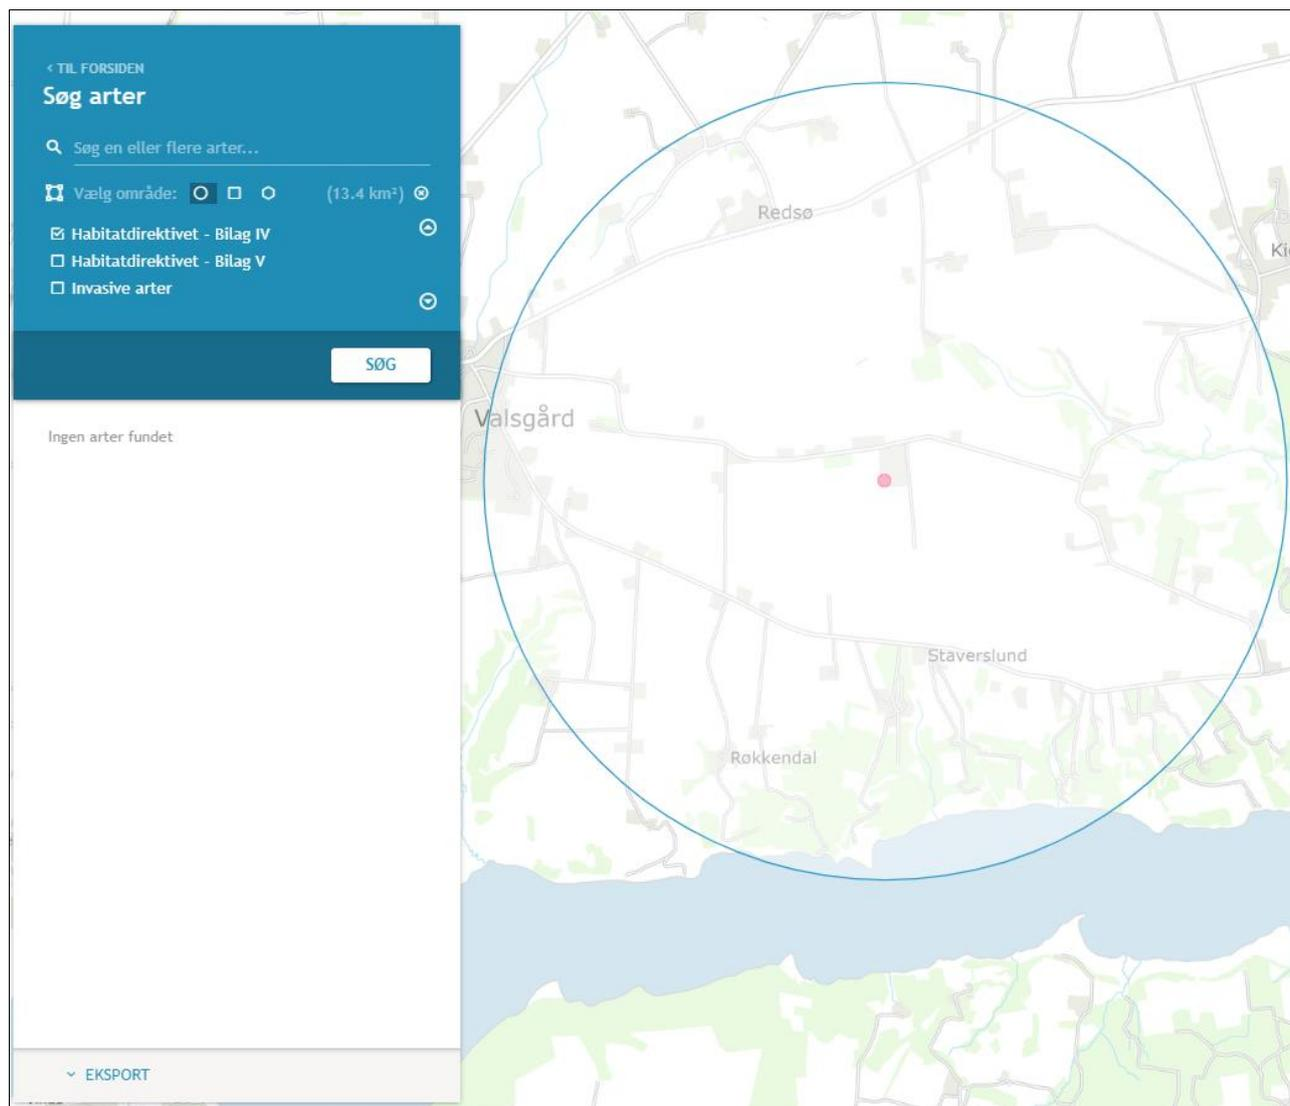 ‹ TIL FORSIDEN
Søg arter
Søg en eller flere arter...
Vælg område: (13.4 km²)
Habitatdirektivet - Bilag IV
Habitatdirektivet - Bilag V
Invasive arter
SØG
Ingen arter fundet
EKSPORT
Redsø
Valsgård
Staverslund
Røkkendal